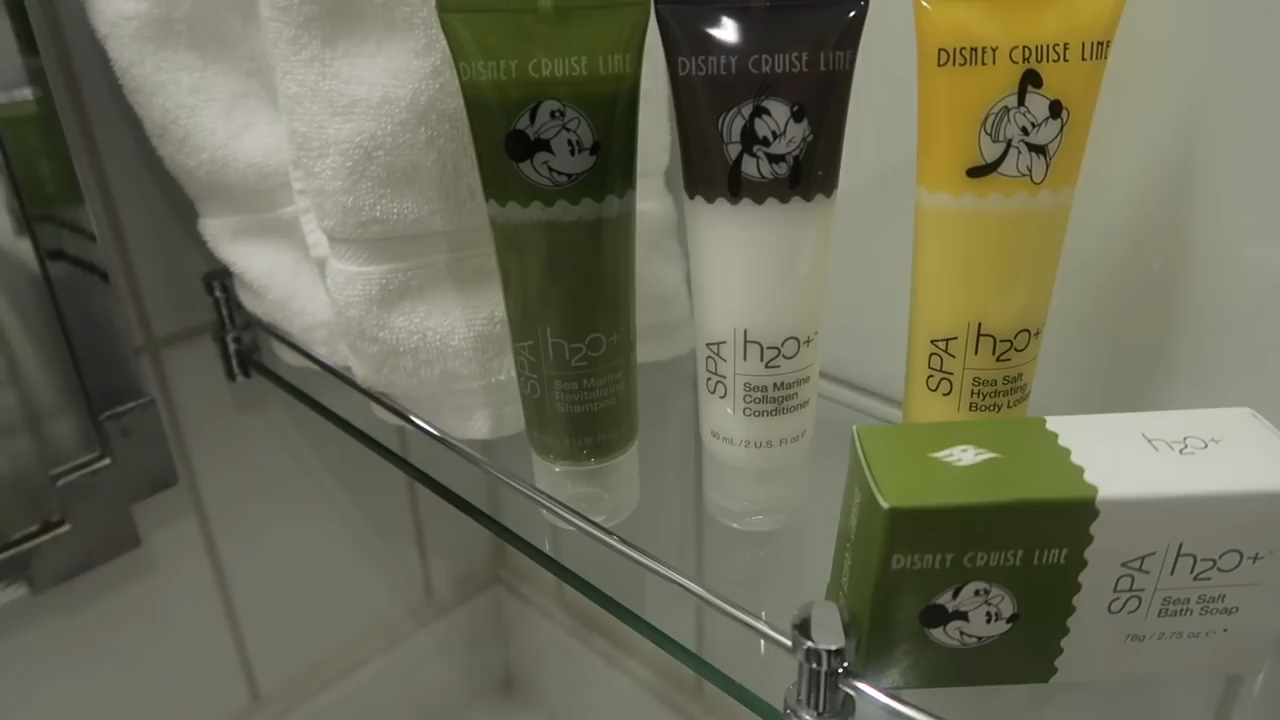 DISNEY CRUISE LINE
SPA
h2o+
Sea Marine
Revitalizing
Shampoo
DISNEY CRUISE LINE
SPA
h2o+
Sea Marine
Collagen
Conditioner
60 mL / 2 U.S. Fl oz e
DISNEY CRUISE LINE
SPA
h2o+
Sea Salt
Hydrating
Body Lotion
h2o+
DISNEY CRUISE LINE
SPA
h2o+
Sea Salt
Bath Soap
78g / 2.75 oz e